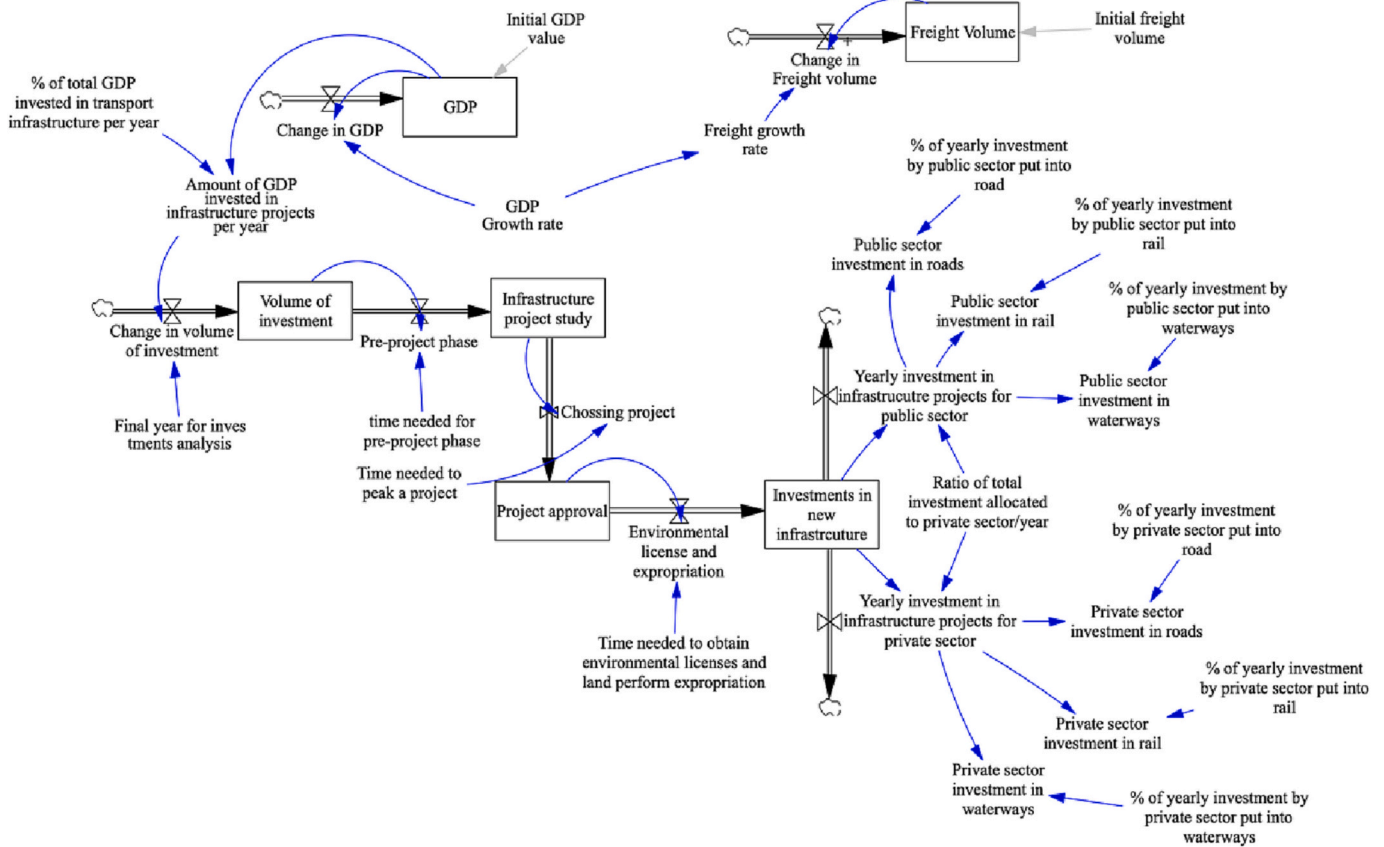 Initial GDP
value
% of total GDP
invested in transport
infrastructure per year
GDP
Change in GDP
Freight Volume
Initial freight
volume
+
Change in
Freight volume
Freight growth
rate
GDP
Growth rate
Amount of GDP
invested in
infrastructure projects
per year
Volume of
investment
Change in volume
of investment
Final year for inves
tments analysis
Infrastructure
project study
Pre-project phase
time needed for
pre-project phase
Chossing project
Time needed to
peak a project
Project approval
Environmental
license and
expropriation
Time needed to obtain
environmental licenses and
land perform expropriation
Investments in
new
infrastrcuture
% of yearly investment
by public sector put into
road
Public sector
investment in roads
% of yearly investment
by public sector put into
rail
Public sector
investment in rail
% of yearly investment by
public sector put into
waterways
Public sector
investment in
waterways
Yearly investment in
infrastrucutre projects for
public sector
Ratio of total
investment allocated
to private sector/year
Yearly investment in
infrastructure projects for
private sector
% of yearly investment
by private sector put into
road
Private sector
investment in roads
% of yearly investment
by private sector put into
rail
Private sector
investment in rail
Private sector
investment in
waterways
% of yearly investment by
private sector put into
waterways